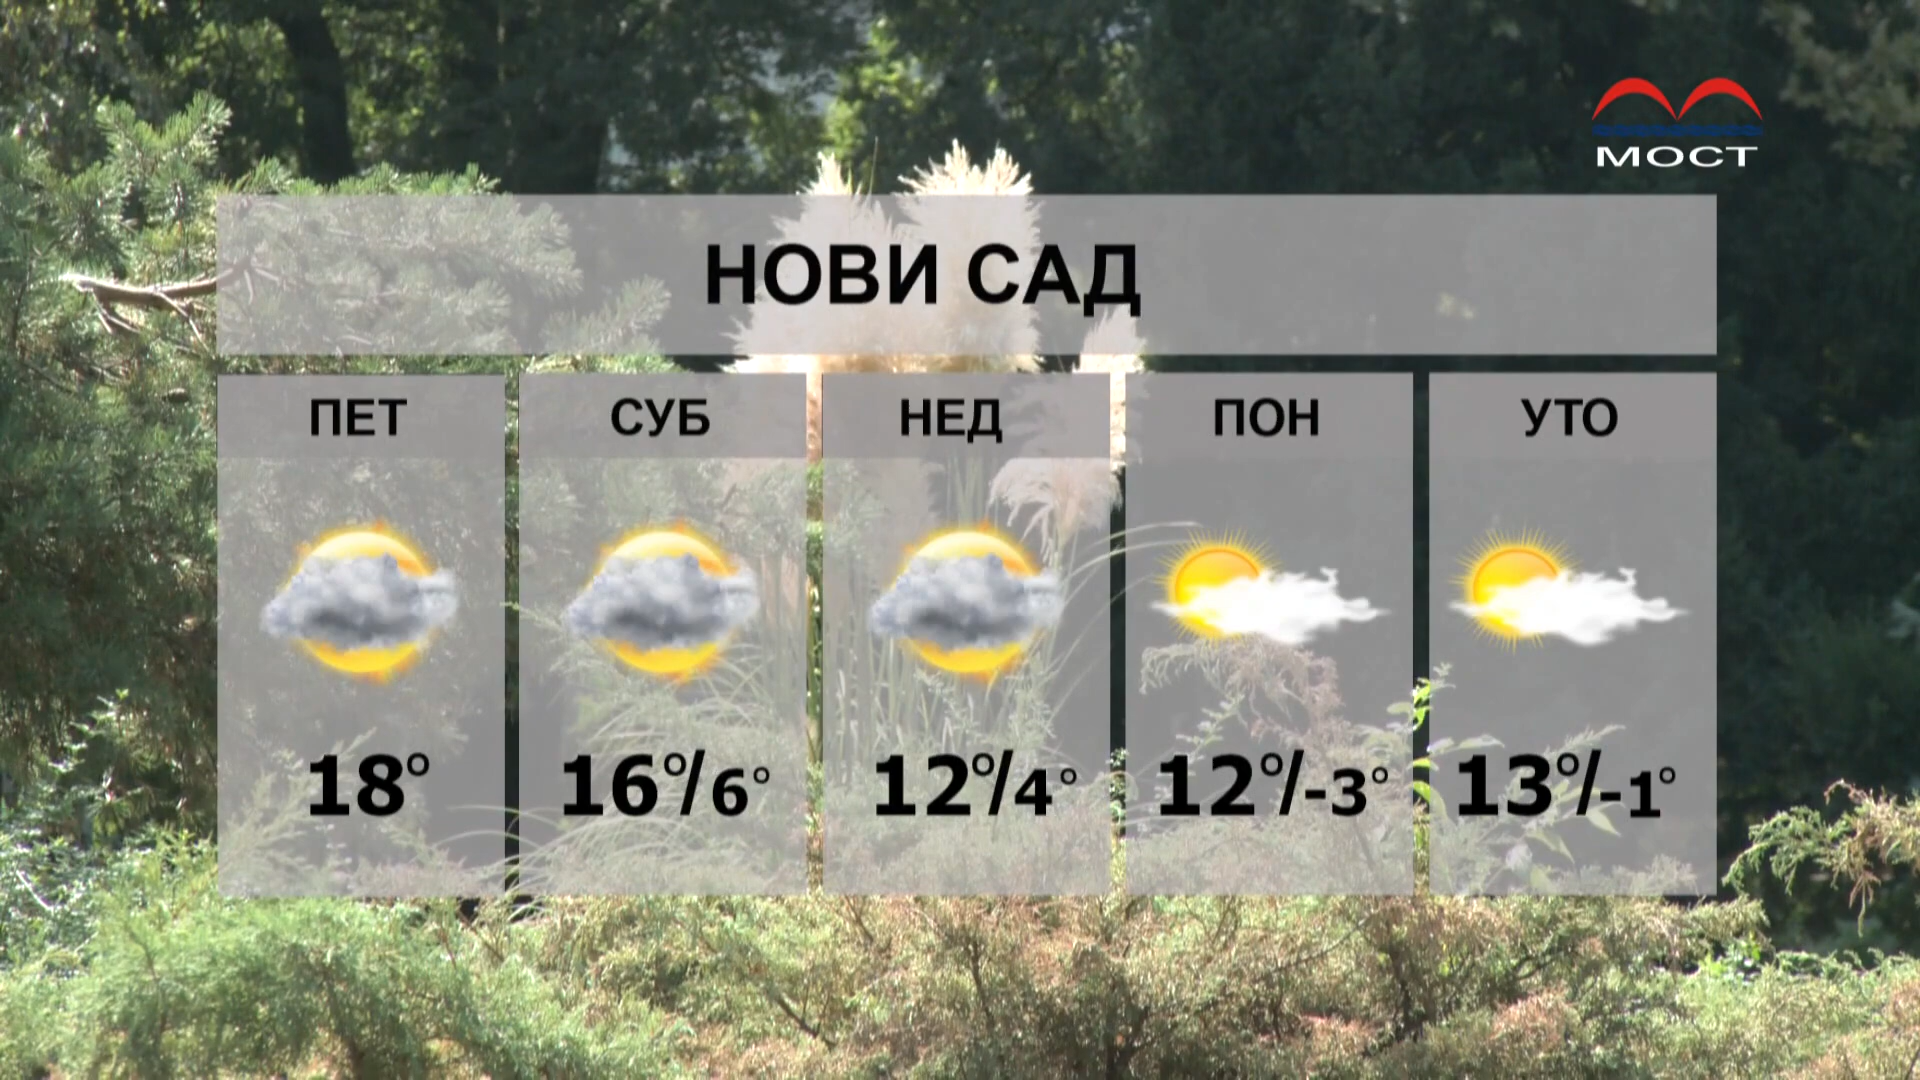 МОСТ
НОВИ САД
ПЕТ СУБ НЕД ПОН УТО
18° 16°/6° 12°/4° 12°/-3° 13°/-1°